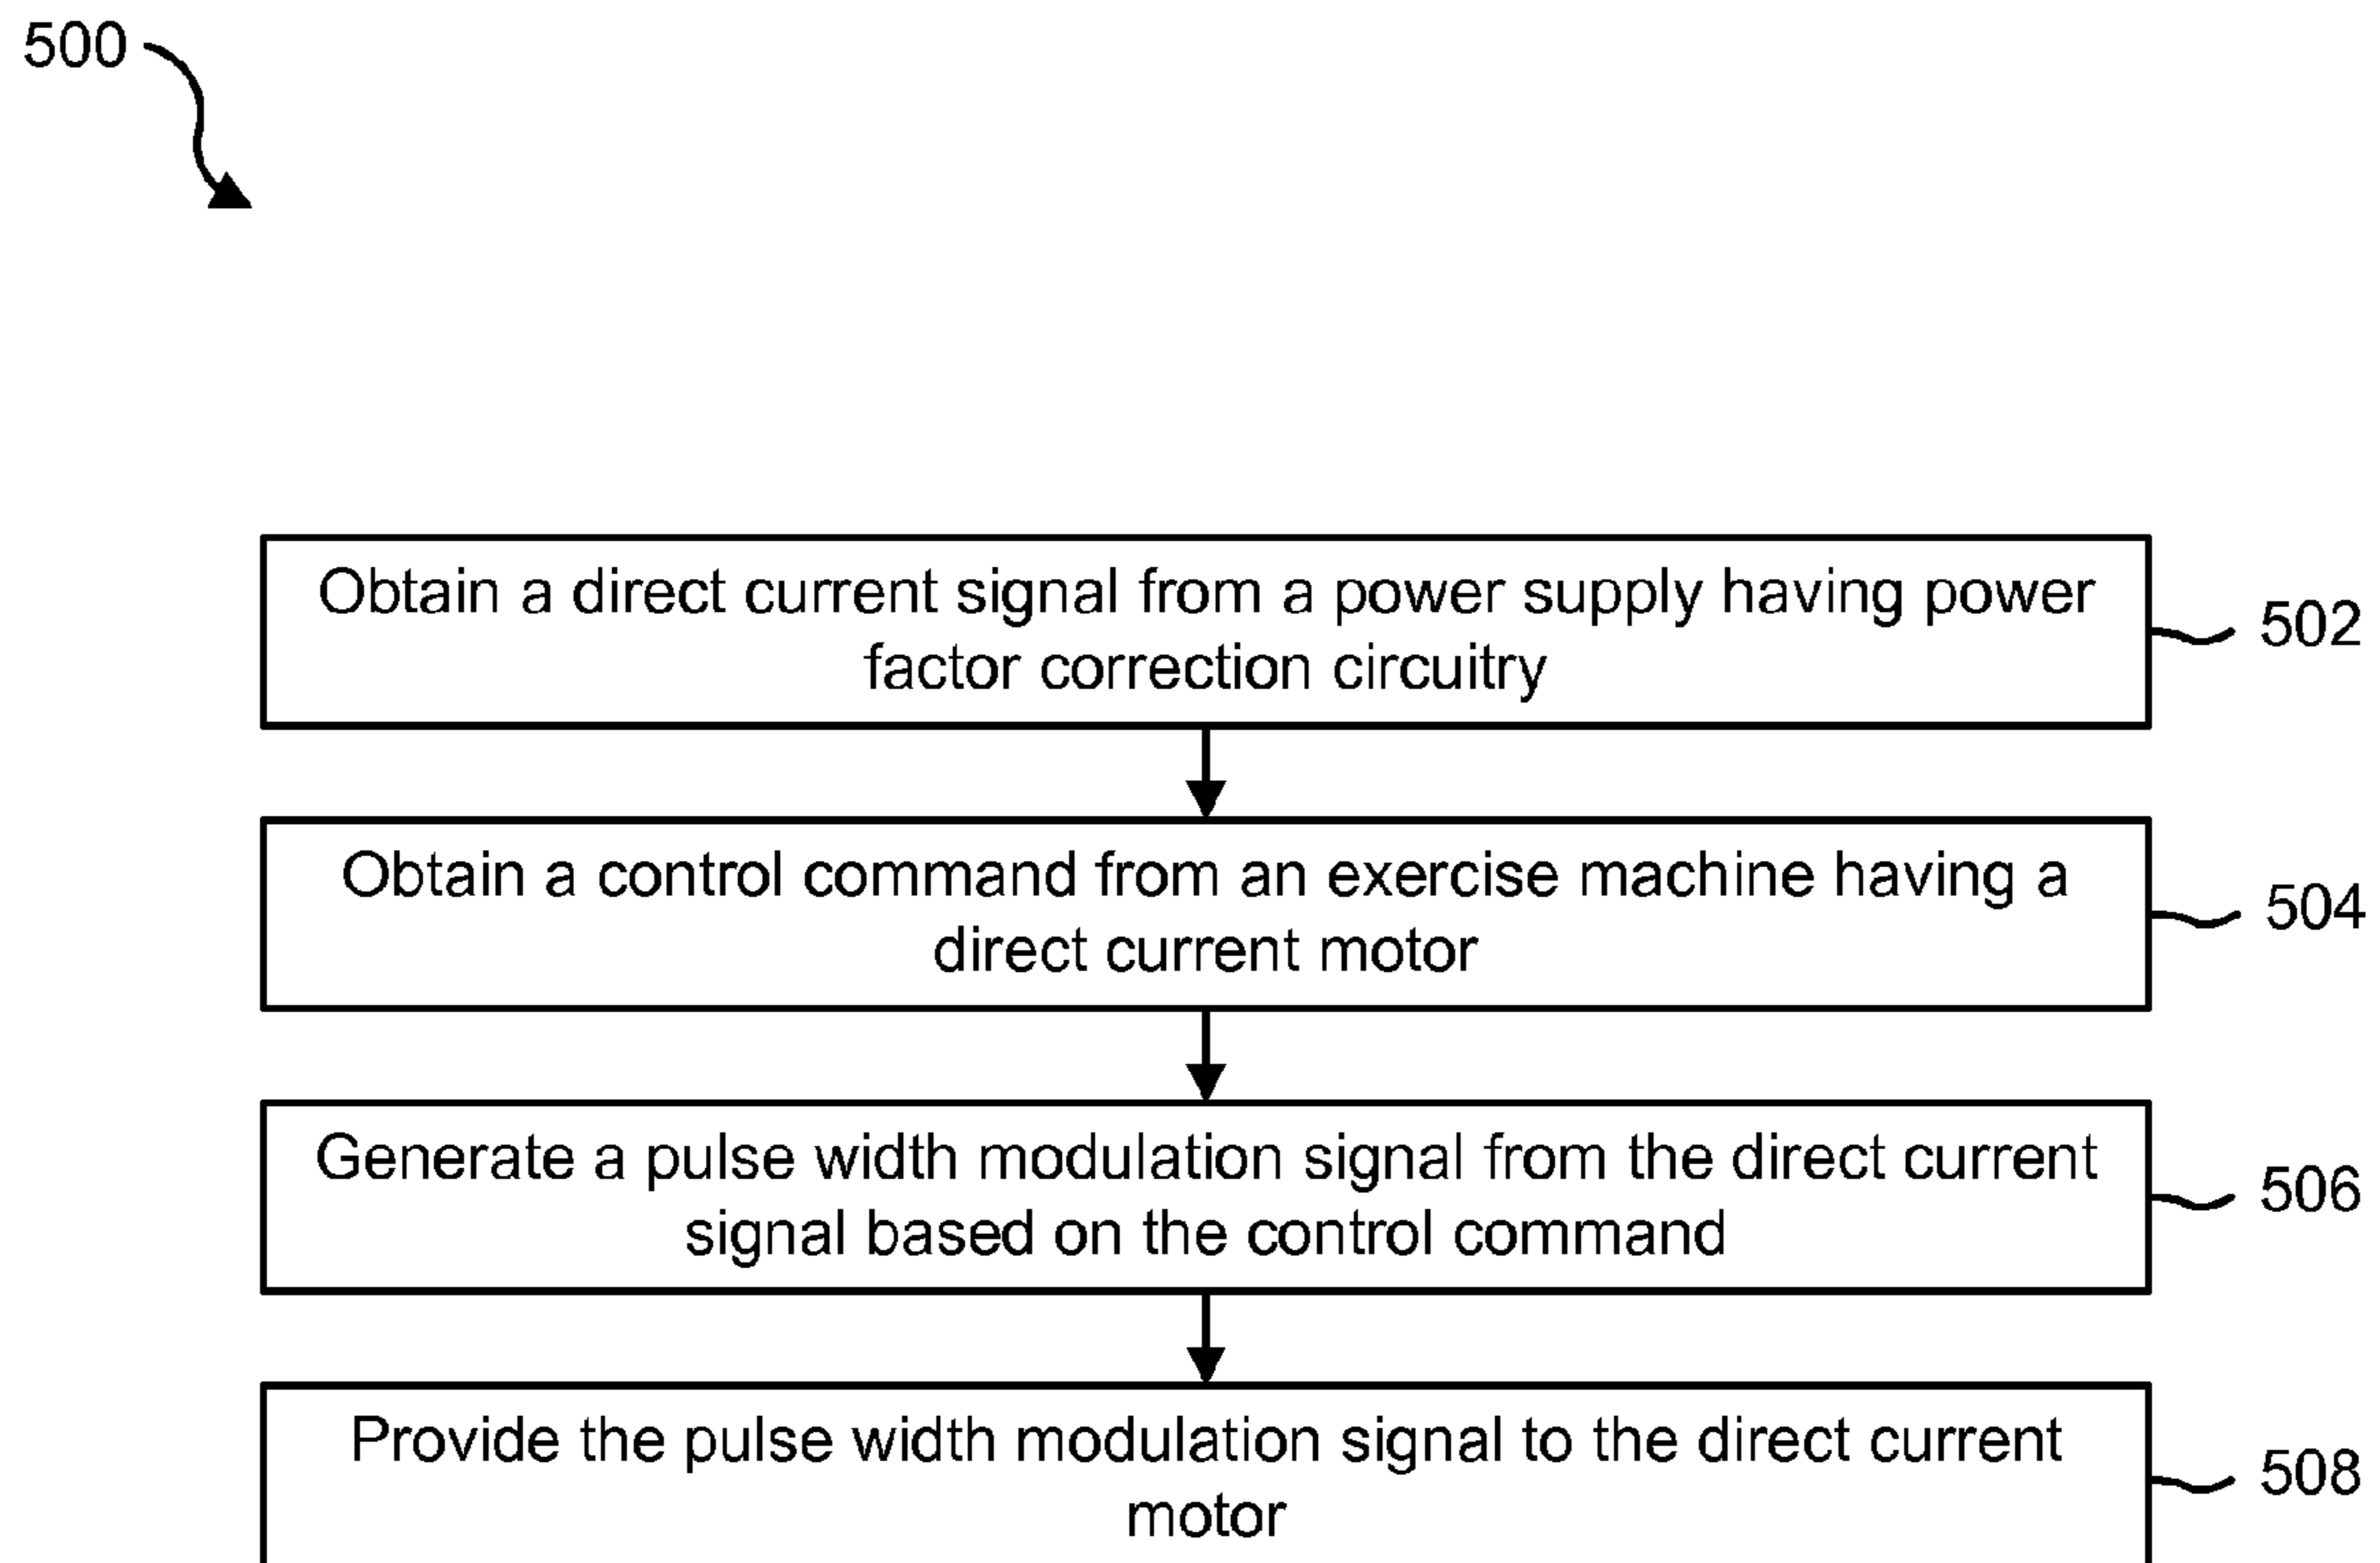 500
Obtain a direct current signal from a power supply having power
factor correction circuitry
502
Obtain a control command from an exercise machine having a
direct current motor
504
Generate a pulse width modulation signal from the direct current
signal based on the control command
506
Provide the pulse width modulation signal to the direct current
motor
508